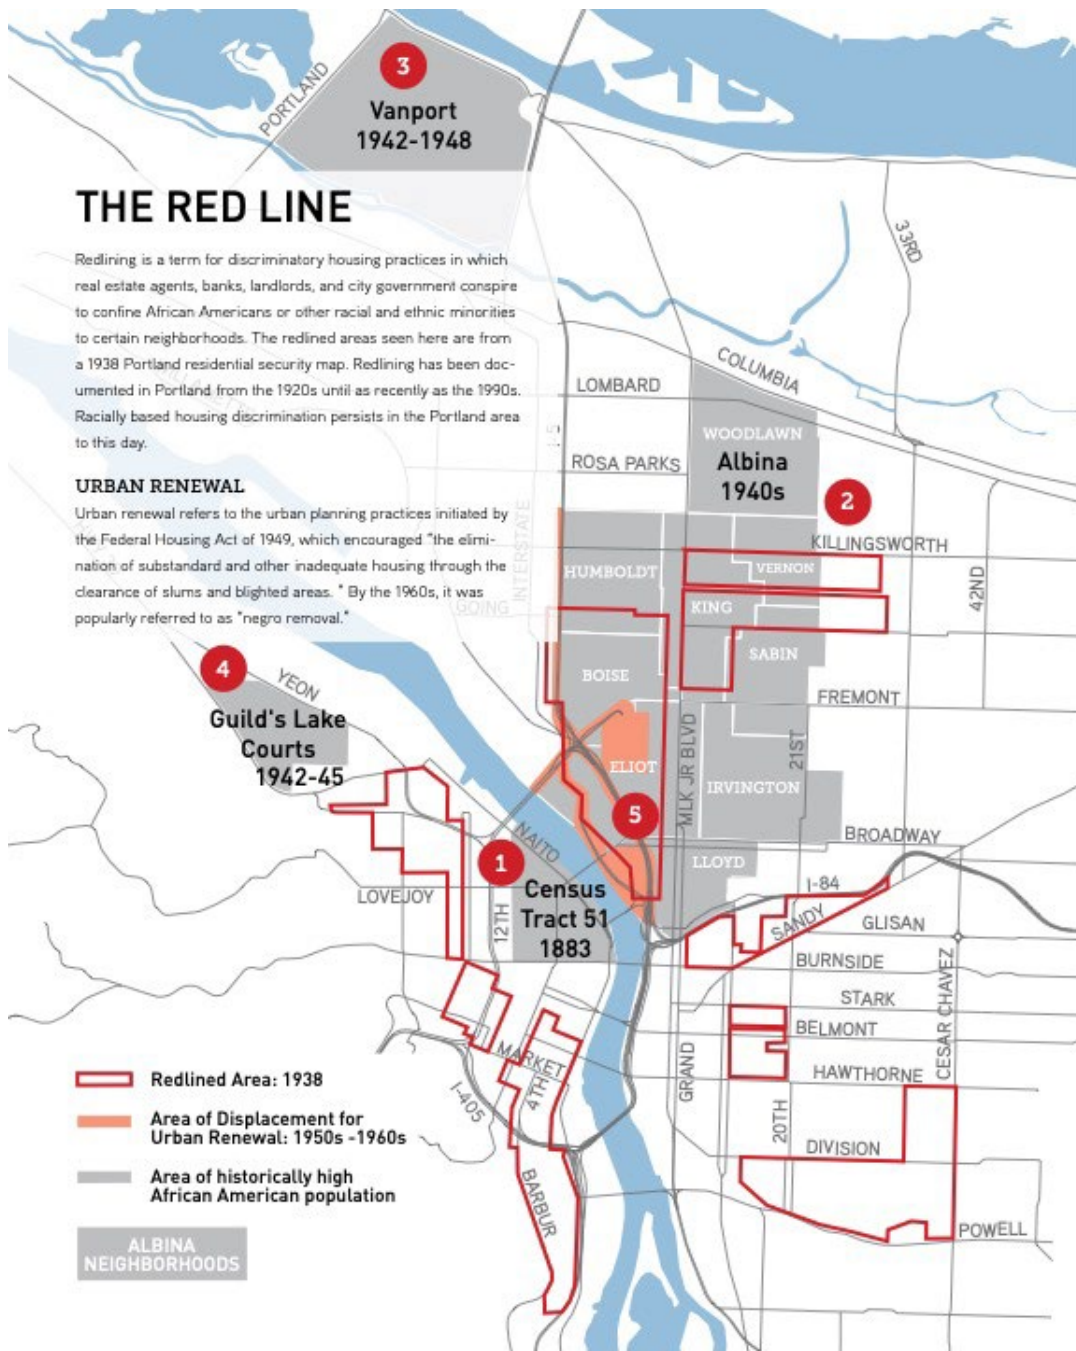 3
Vanport
1942-1948
PORTLAND
THE RED LINE
Redlining is a term for discriminatory housing practices in which
real estate agents, banks, landlords, and city government conspire
to confine African Americans or other racial and ethnic minorities
to certain neighborhoods. The redlined areas seen here are from
a 1938 Portland residential security map. Redlining has been doc-
umented in Portland from the 1920s until as recently as the 1990s.
Racially based housing discrimination persists in the Portland area
to this day.
URBAN RENEWAL
Urban renewal refers to the urban planning practices initiated by
the Federal Housing Act of 1949, which encouraged "the elimi-
nation of substandard and other inadequate housing through the
clearance of slums and blighted areas. " By the 1960s, it was
popularly referred to as "negro removal."
33RD
COLUMBIA
LOMBARD
I-5
WOODLAWN
ROSA PARKS
Albina
1940s
2
INTERSTATE
KILLINGSWORTH
HUMBOLDT
VERNON
42ND
GOING
KING
SABIN
BOISE
4
YEON
FREMONT
Guild's Lake
Courts
1942-45
MLK JR BLVD
21ST
ELIOT
IRVINGTON
5
NAITO
BROADWAY
LLOYD
1
Census
Tract 51
1883
I-84
LOVEJOY
12TH
SANDY
GLISAN
BURNSIDE
CESAR CHAVEZ
STARK
BELMONT
MARKET
GRAND
HAWTHORNE
4TH
I-405
20TH
DIVISION
BARBUR
POWELL
Redlined Area: 1938
Area of Displacement for
Urban Renewal: 1950s -1960s
Area of historically high
African American population
ALBINA
NEIGHBORHOODS